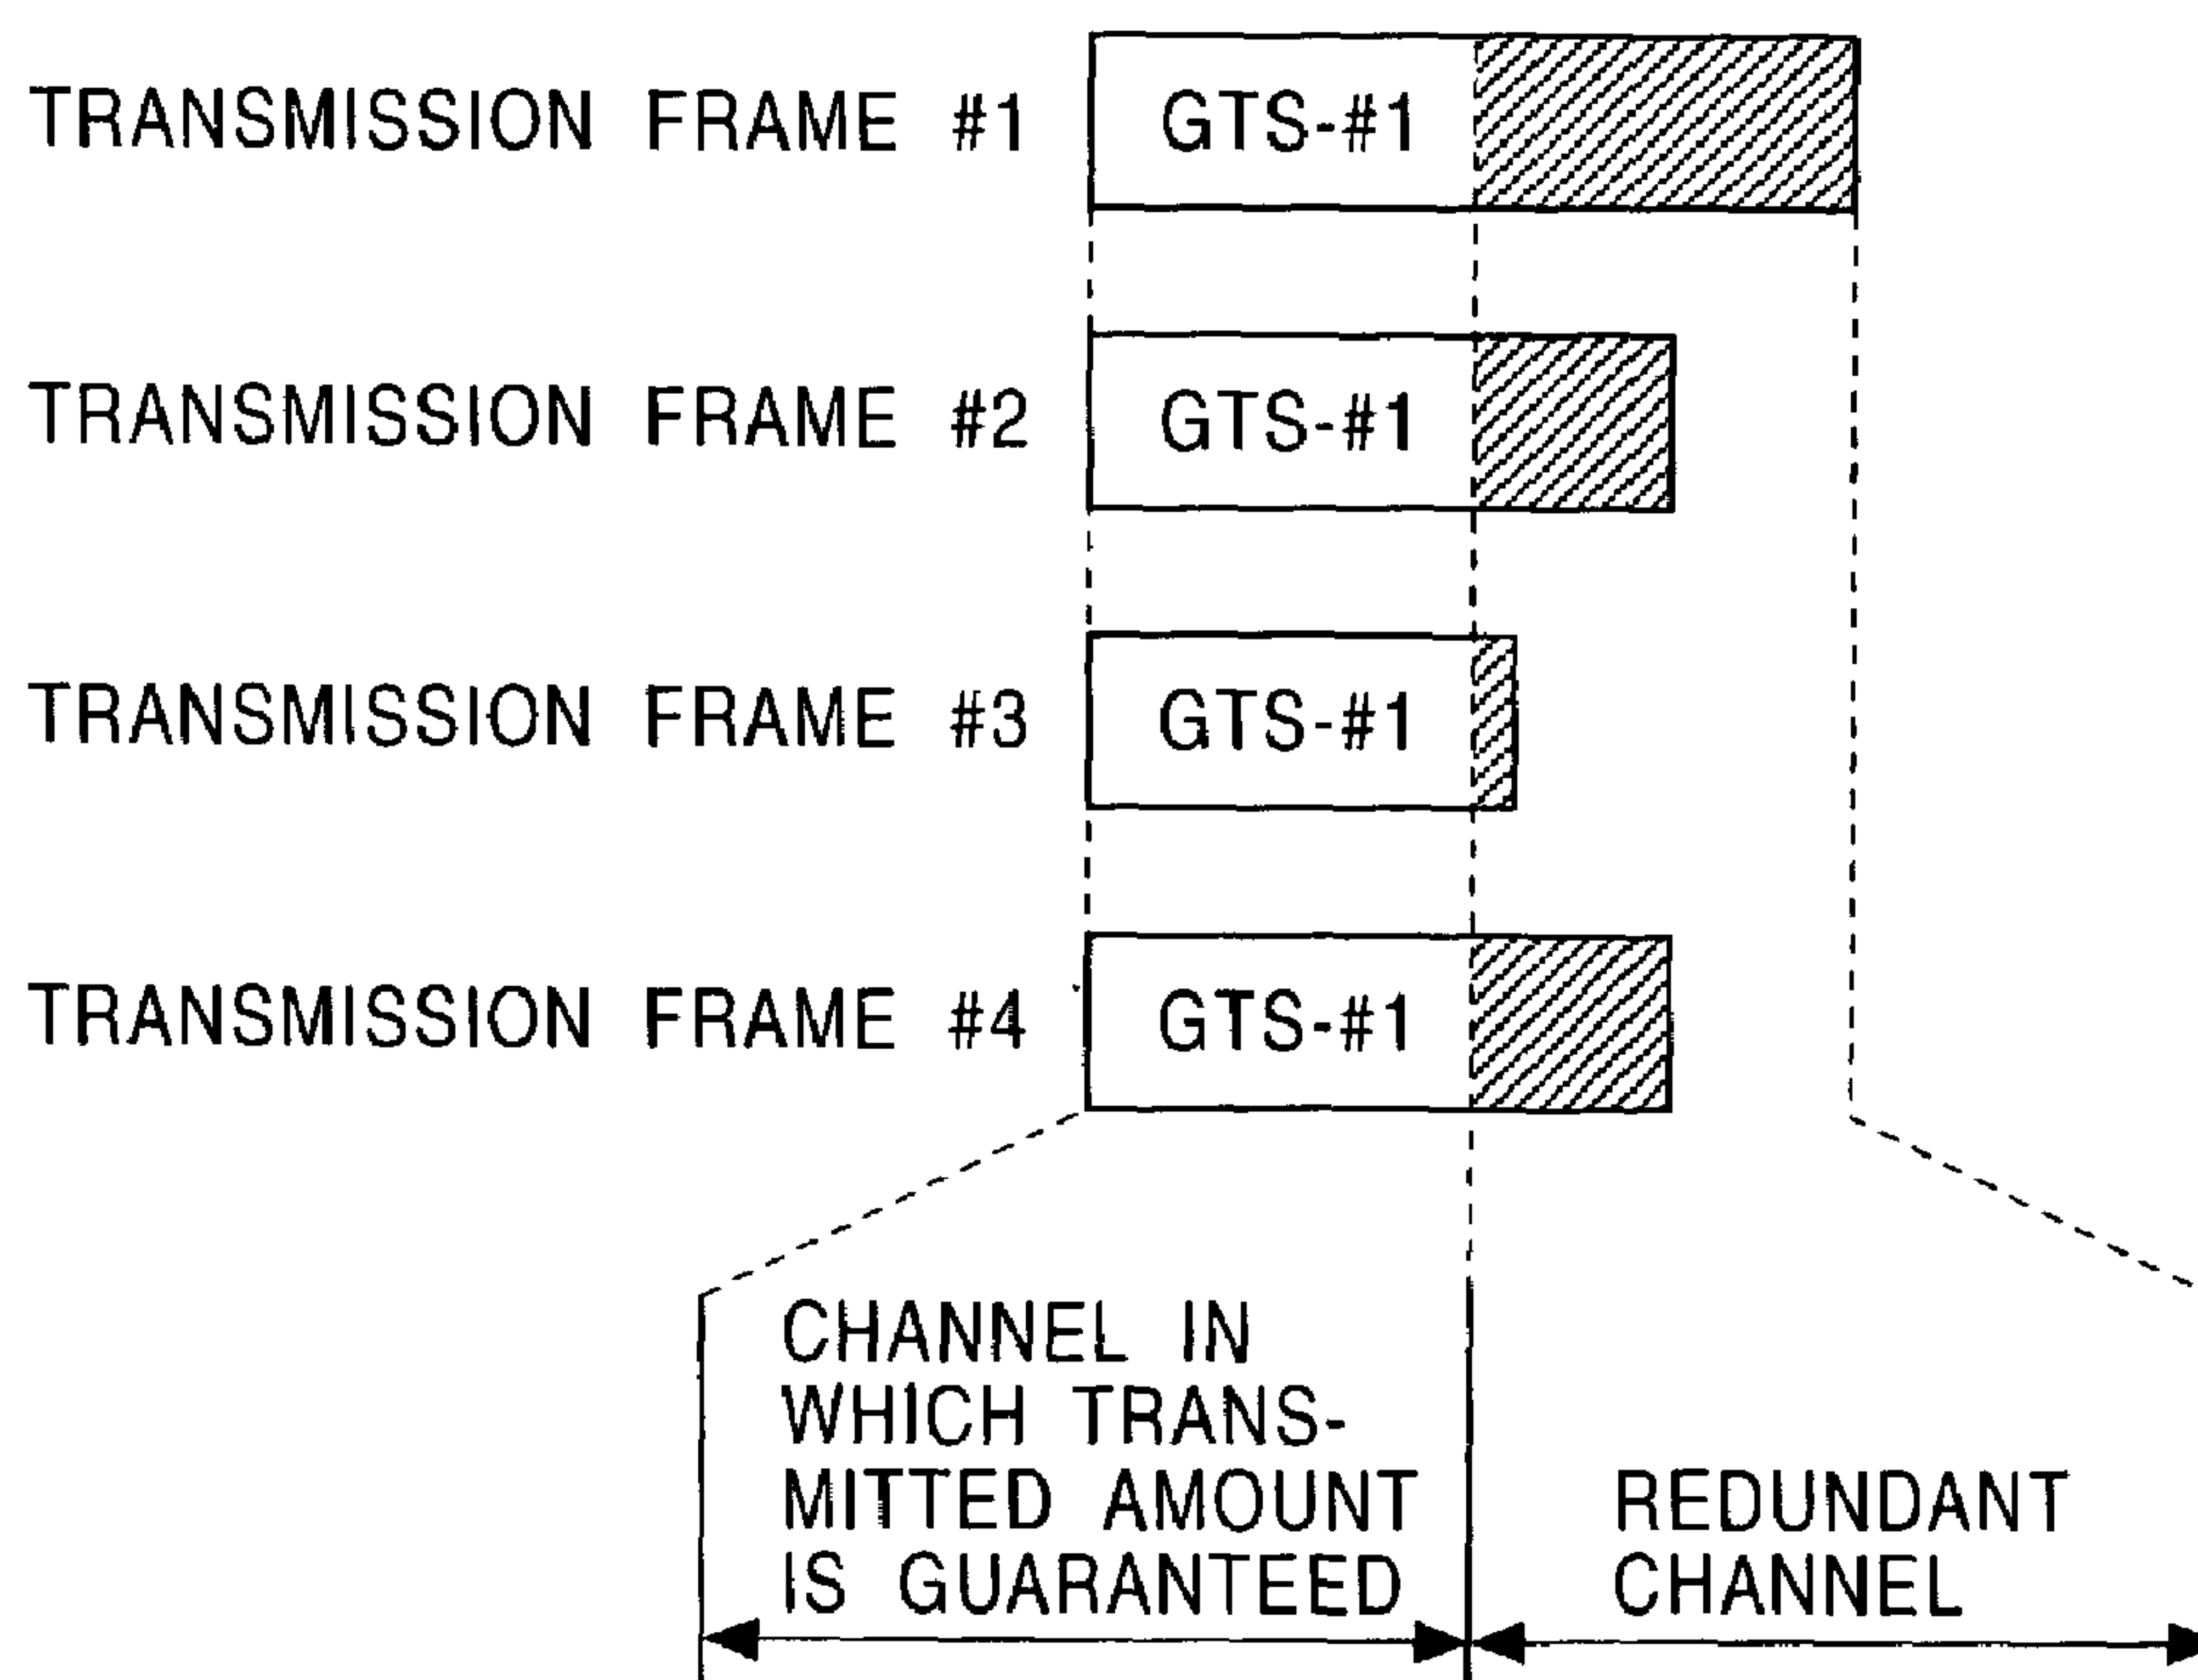 TRANSMISSION FRAME #1 GTS-#1
TRANSMISSION FRAME #2 GTS-#1
TRANSMISSION FRAME #3 GTS-#1
TRANSMISSION FRAME #4 GTS-#1
CHANNEL IN
WHICH TRANS-
MITTED AMOUNT
IS GUARANTEED
REDUNDANT
CHANNEL